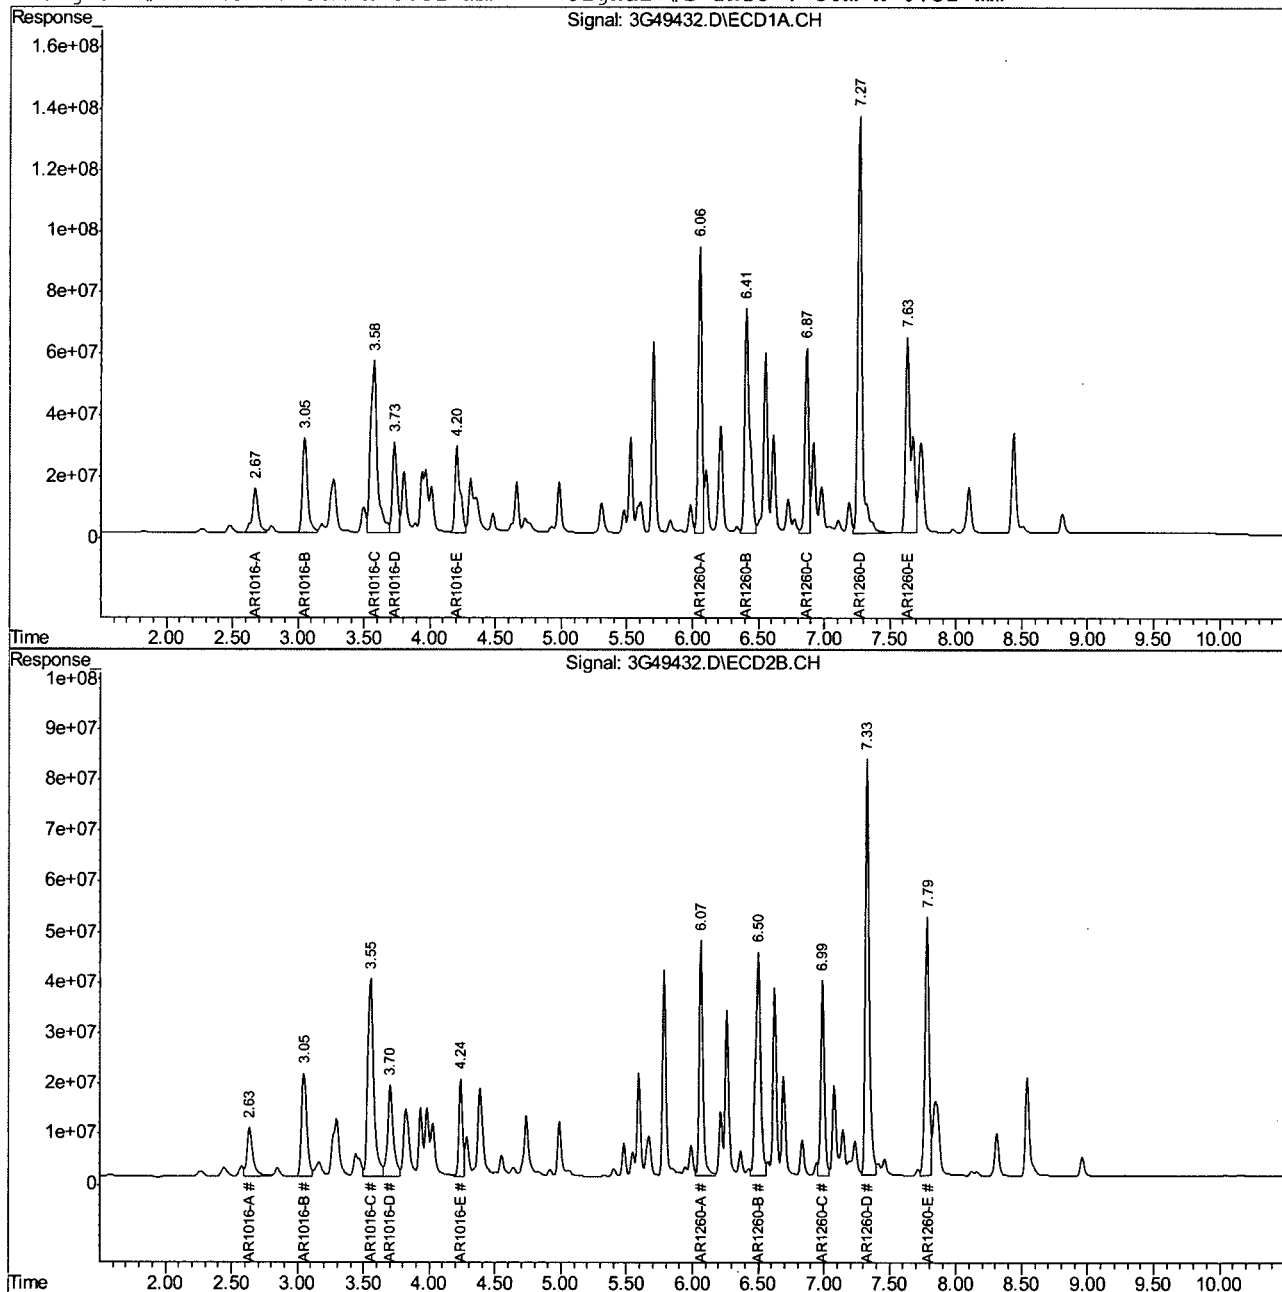 Response_
Signal: 3G49432.D\ECD1A.CH
1.6e+08
1.4e+08
1.2e+08
1e+08
8e+07
6e+07
4e+07
2e+07
0
2.67
3.05
3.58
3.73
4.20
6.06
6.41
6.87
7.27
7.63
AR1016-A
AR1016-B
AR1016-C
AR1016-D
AR1016-E
AR1260-A
AR1260-B
AR1260-C
AR1260-D
AR1260-E
Time 2.00 2.50 3.00 3.50 4.00 4.50 5.00 5.50 6.00 6.50 7.00 7.50 8.00 8.50 9.00 9.50 10.00
Response_
Signal: 3G49432.D\ECD2B.CH
1e+08
9e+07
8e+07
7e+07
6e+07
5e+07
4e+07
3e+07
2e+07
1e+07
0
2.63
3.05
3.55
3.70
4.24
6.07
6.50
6.99
7.33
7.79
AR1016-A #
AR1016-B #
AR1016-C #
AR1016-D #
AR1016-E #
AR1260-A #
AR1260-B #
AR1260-C #
AR1260-D #
AR1260-E #
Time 2.00 2.50 3.00 3.50 4.00 4.50 5.00 5.50 6.00 6.50 7.00 7.50 8.00 8.50 9.00 9.50 10.00